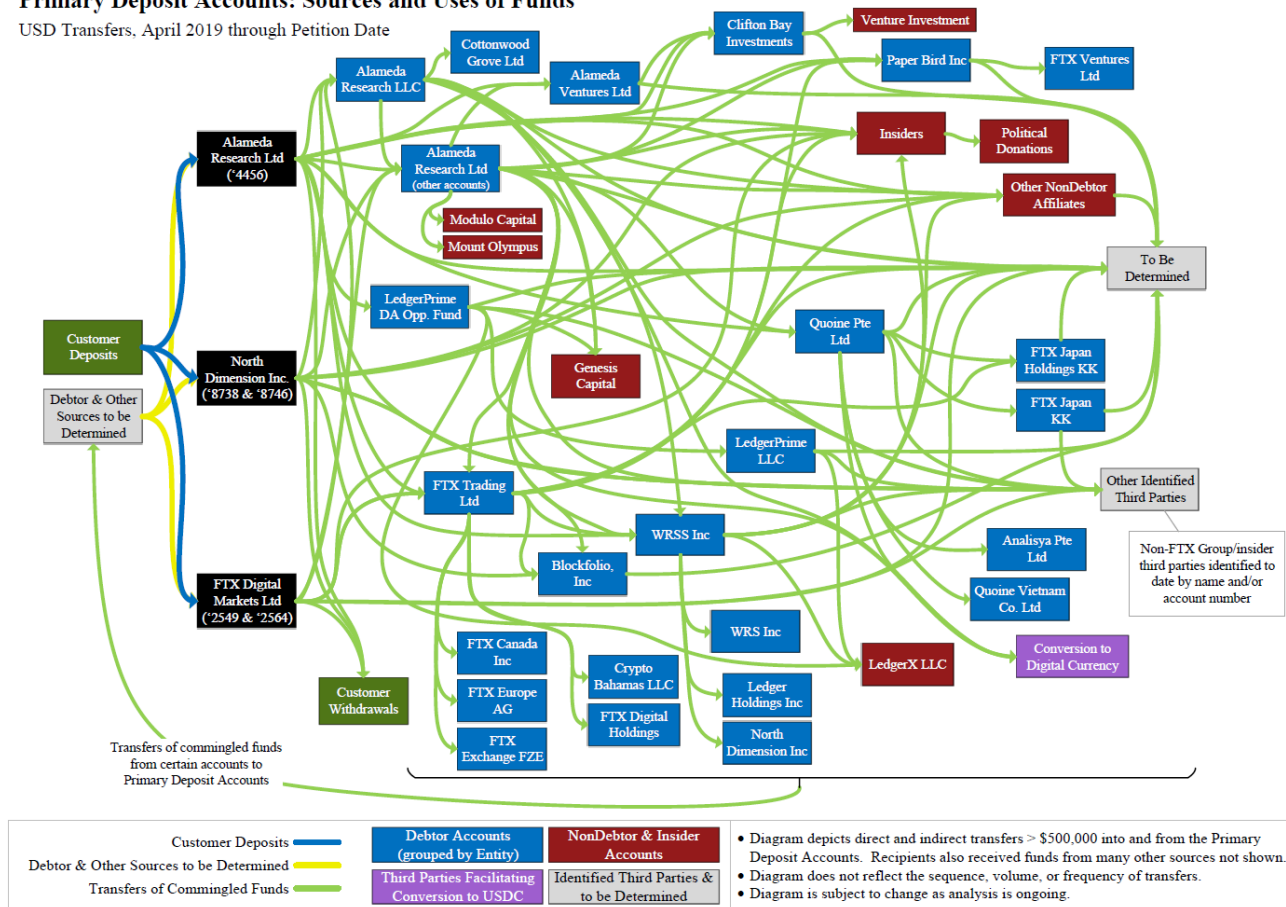 Primary Deposit Accounts: Sources and Uses of Funds
USD Transfers, April 2019 through Petition Date
Clifton Bay
Investments
Venture Investment
Cottonwood
Grove Ltd
Paper Bird Inc
FTX Ventures
Ltd
Alameda
Research LLC
Alameda
Ventures Ltd
Alameda
Research Ltd
(‘4456)
Insiders
Political
Donations
Alameda
Research Ltd
(other accounts)
Other NonDebtor
Affiliates
Modulo Capital
Mount Olympus
To Be
Determined
LedgerPrime
DA Opp. Fund
Customer
Deposits
Quoine Pte
Ltd
FTX Japan
Holdings KK
North
Dimension Inc.
(‘8738 & ‘8746)
Genesis
Capital
Debtor & Other
Sources to be
Determined
FTX Japan
KK
LedgerPrime
LLC
FTX Trading
Ltd
Other Identified
Third Parties
WRSS Inc
Analisya Pte
Ltd
Non-FTX Group/insider
third parties identified to
date by name and/or
account number
Blockfolio,
Inc
FTX Digital
Markets Ltd
(‘2549 & ‘2564)
Quoine Vietnam
Co. Ltd
WRS Inc
FTX Canada
Inc
Conversion to
Digital Currency
LedgerX LLC
Crypto
Bahamas LLC
Customer
Withdrawals
FTX Europe
AG
Ledger
Holdings Inc
FTX Digital
Holdings
FTX
Exchange FZE
North
Dimension Inc
Transfers of commingled funds
from certain accounts to
Primary Deposit Accounts
Customer Deposits
Debtor & Other Sources to be Determined
Transfers of Commingled Funds
Debtor Accounts
(grouped by Entity)
NonDebtor & Insider
Accounts
Third Parties Facilitating
Conversion to USDC
Identified Third Parties &
to be Determined
• Diagram depicts direct and indirect transfers > $500,000 into and from the Primary
Deposit Accounts. Recipients also received funds from many other sources not shown.
• Diagram does not reflect the sequence, volume, or frequency of transfers.
• Diagram is subject to change as analysis is ongoing.